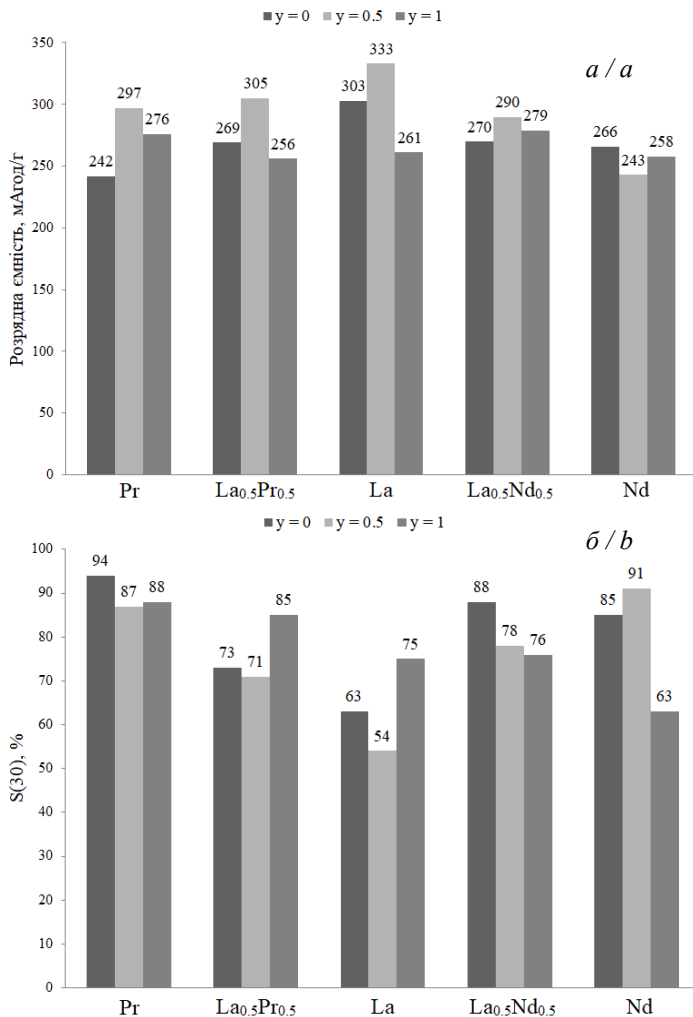 y = 0 y = 0.5 y = 1
а / a
Розрядна ємність, мАгод/г
350
300
250
200
150
100
50
0
242 297 276
269 305 256
303 333 261
270 290 279
266 243 258
Pr La₀.₅Pr₀.₅ La La₀.₅Nd₀.₅ Nd
y = 0 y = 0.5 y = 1
б / b
S(30), %
100
90
80
70
60
50
40
30
20
10
0
94 87 88
73 71 85
63 54 75
88 78 76
85 91 63
Pr La₀.₅Pr₀.₅ La La₀.₅Nd₀.₅ Nd